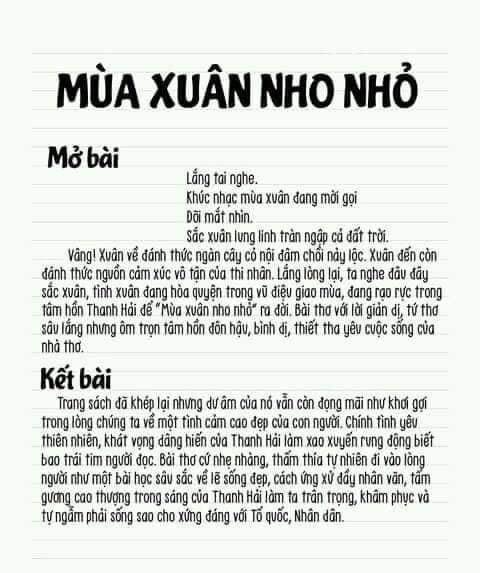 MÙA XUÂN NHO NHỎ
Mở bài
Lắng tai nghe.
Khúc nhạc mùa xuân đang mời gọi
Dõi mắt nhìn.
Sắc xuân lung linh tràn ngập cả đất trời.
Vâng! Xuân về đánh thức ngàn cây cỏ nội đâm chồi nảy lộc. Xuân đến còn
đánh thức nguồn cảm xúc vô tận của thi nhân. Lắng lòng lại, ta nghe đâu đây
sắc xuân, tình xuân đang hòa quyện trong vũ điệu giao mùa, đang rạo rực trong
tâm hồn Thanh Hải để "Mùa xuân nho nhỏ" ra đời. Bài thơ với lời giản dị, tứ thơ
sâu lắng nhưng ôm trọn tâm hồn đôn hậu, bình dị, thiết tha yêu cuộc sống của
nhà thơ.
Kết bài
Trang sách đã khép lại nhưng dư âm của nó vẫn còn đọng mãi như khơi gợi
trong lòng chúng ta về một tình cảm cao đẹp của con người. Chính tình yêu
thiên nhiên, khát vọng dâng hiến của Thanh Hải làm xao xuyến rung động biết
bao trái tim người đọc. Bài thơ cứ nhẹ nhàng, thấm thía tự nhiên đi vào lòng
người như một bài học sâu sắc về lẽ sống đẹp, cách ứng xử đầy nhân văn, tấm
gương cao thượng trong sáng của Thanh Hải làm ta trân trọng, khâm phục và
tự ngẫm phải sống sao cho xứng đáng với Tổ quốc, Nhân dân.